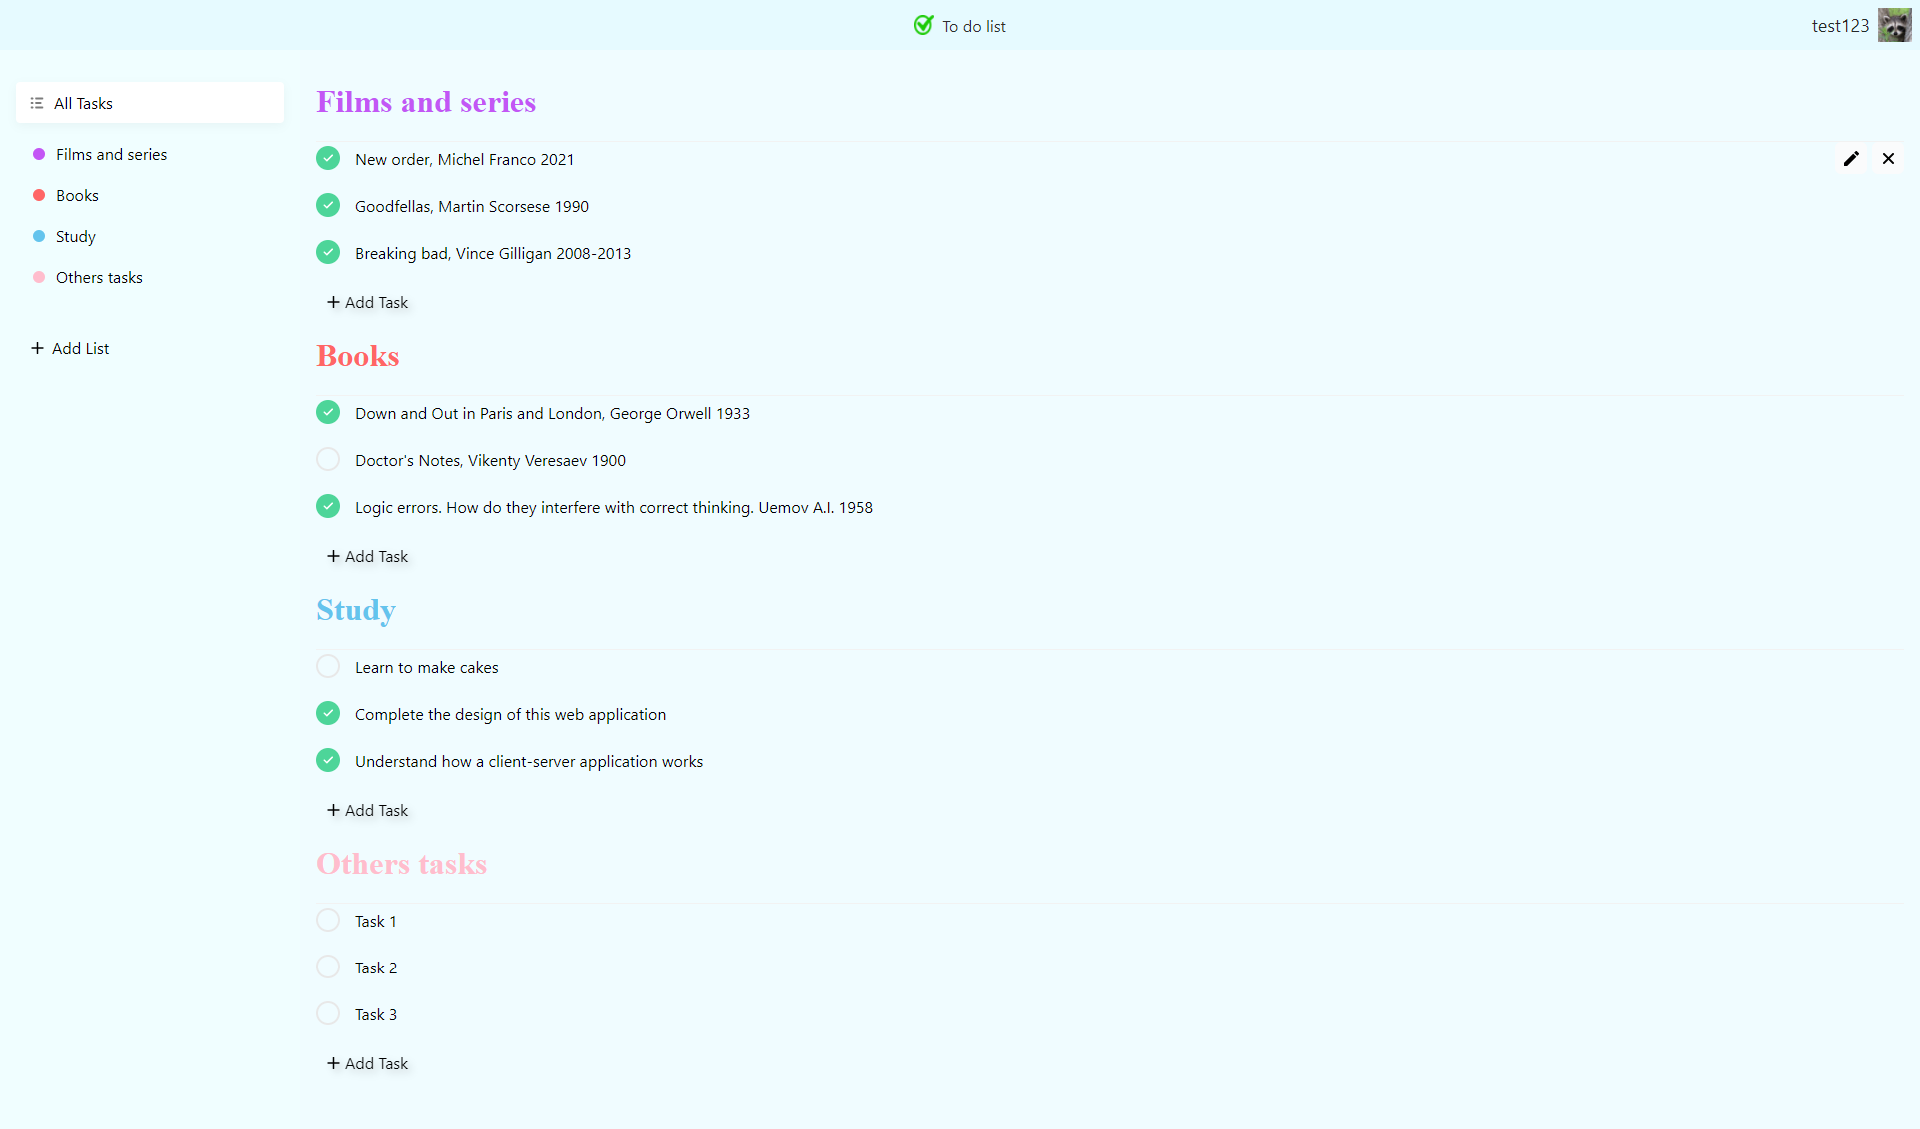 To do list
test123
All Tasks
Films and series
Books
Study
Others tasks
Add List
Films and series
New order, Michel Franco 2021
Goodfellas, Martin Scorsese 1990
Breaking bad, Vince Gilligan 2008-2013
Add Task
Books
Down and Out in Paris and London, George Orwell 1933
Doctor's Notes, Vikenty Veresaev 1900
Logic errors. How do they interfere with correct thinking. Uemov A.I. 1958
Add Task
Study
Learn to make cakes
Complete the design of this web application
Understand how a client-server application works
Add Task
Others tasks
Task 1
Task 2
Task 3
Add Task